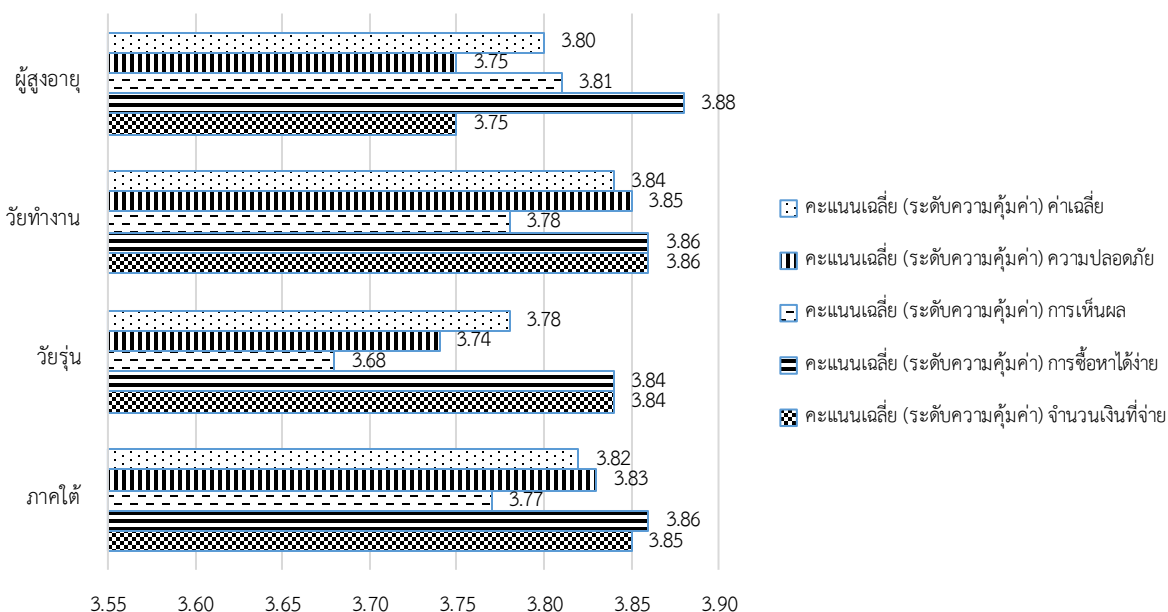 ผู้สูงอายุ
3.80
3.75
3.81
3.88
3.75
วัยทำงาน
3.84
3.85
3.78
3.86
3.86
วัยรุ่น
3.78
3.74
3.68
3.84
3.84
ภาคใต้
3.82
3.83
3.77
3.86
3.85
3.55 3.60 3.65 3.70 3.75 3.80 3.85 3.90
คะแนนเฉลี่ย (ระดับความคุ้มค่า) ค่าเฉลี่ย
คะแนนเฉลี่ย (ระดับความคุ้มค่า) ความปลอดภัย
คะแนนเฉลี่ย (ระดับความคุ้มค่า) การเห็นผล
คะแนนเฉลี่ย (ระดับความคุ้มค่า) การซื้อหาได้ง่าย
คะแนนเฉลี่ย (ระดับความคุ้มค่า) จำนวนเงินที่จ่าย